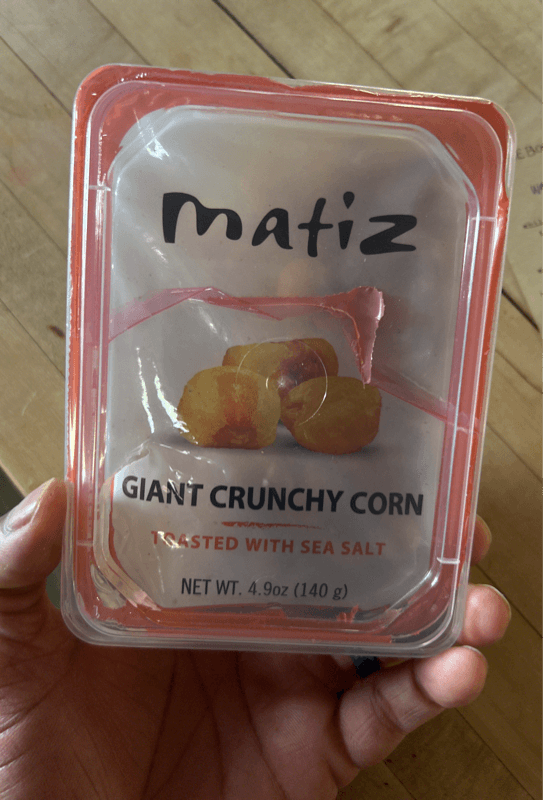 matiz
GIANT CRUNCHY CORN
TOASTED WITH SEA SALT
NET WT. 4.9oz (140 g)